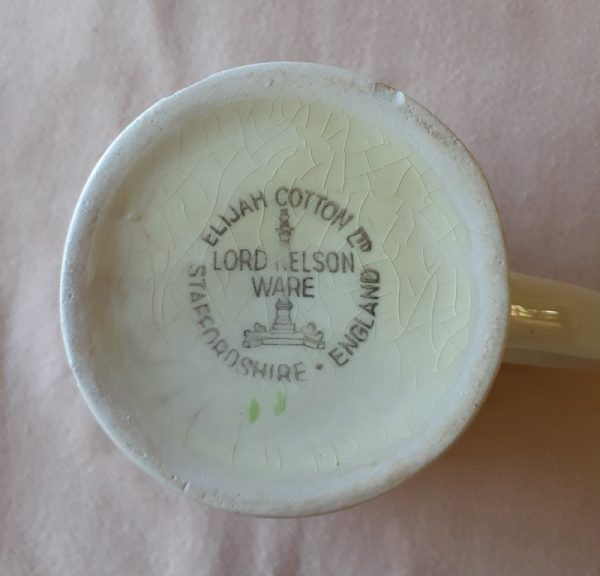 ELIJAH COTTON LTD
LORD NELSON
WARE
STAFFORDSHIRE · ENGLAND